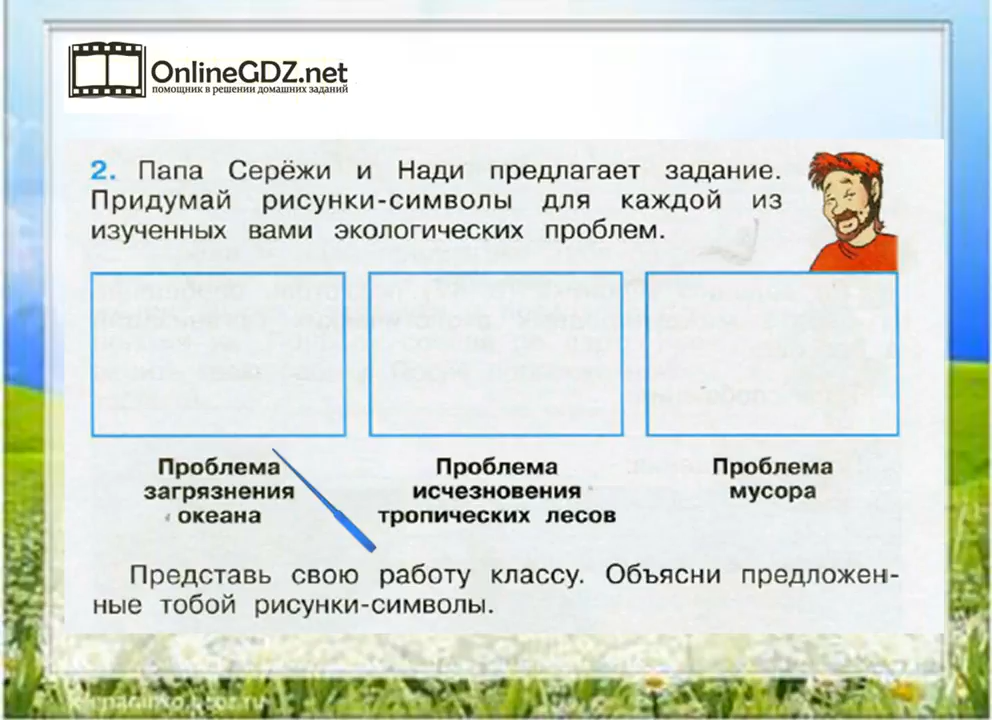 OnlineGDZ.net
помощник в решении домашних заданий
2. Папа Серёжи и Нади предлагает задание.
Придумай рисунки-символы для каждой из
изученных вами экологических проблем.
Проблема
загрязнения
океана
Проблема
исчезновения
тропических лесов
Проблема
мусора
Представь свою работу классу. Объясни предложен-
ные тобой рисунки-символы.